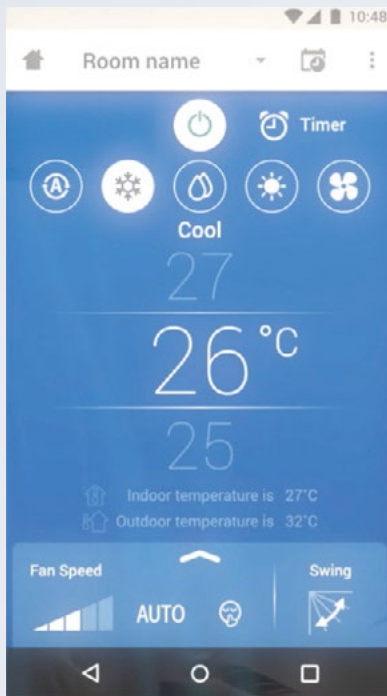 10:48
Room name
Timer
A
Cool
27
26 °C
25
Indoor temperature is 27°C
Outdoor temperature is 32°C
Fan Speed
Swing
AUTO